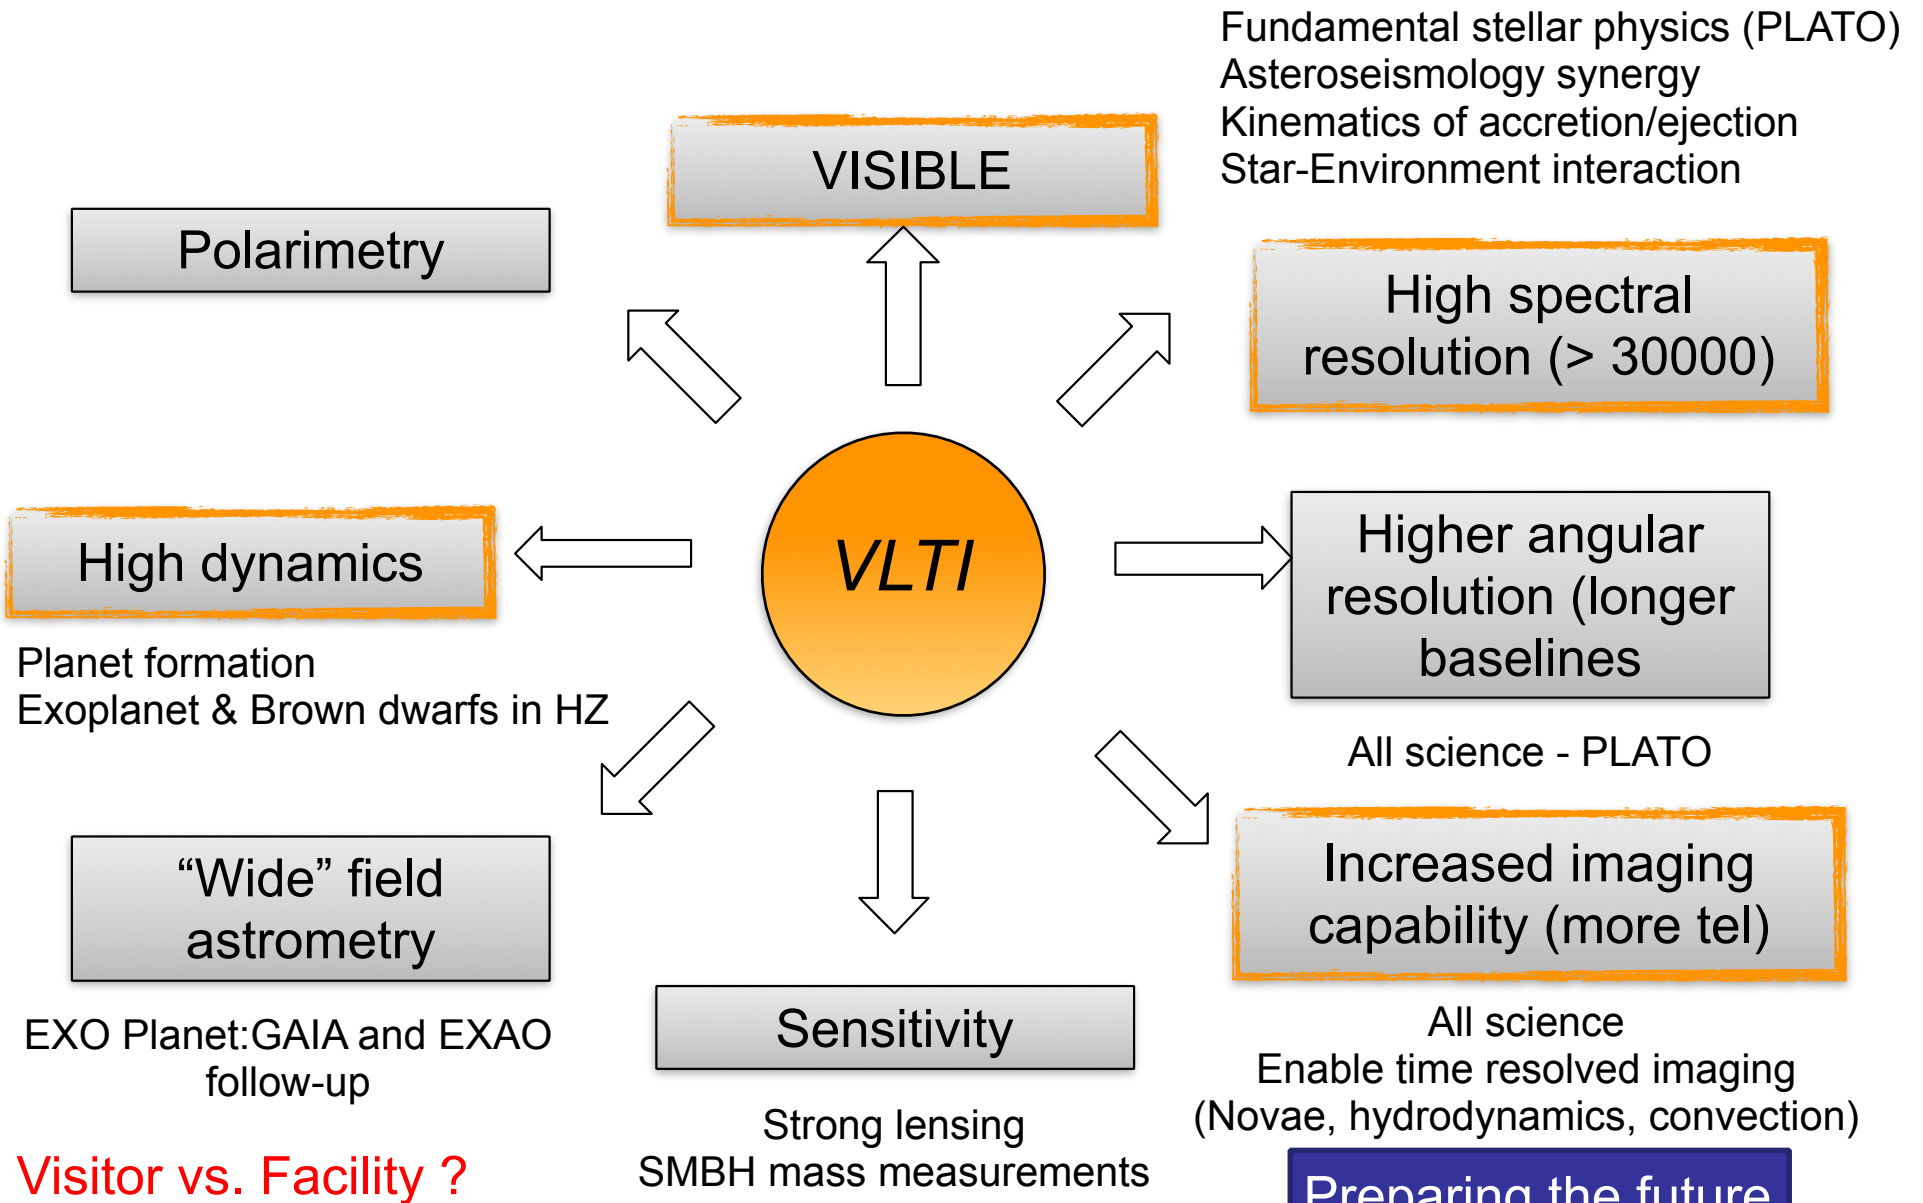 Fundamental stellar physics (PLATO)
Asteroseismology synergy
Kinematics of accretion/ejection
Star-Environment interaction
VISIBLE
Polarimetry
High spectral
resolution (> 30000)
High dynamics
Planet formation
Exoplanet & Brown dwarfs in HZ
VLTI
Higher angular
resolution (longer
baselines
All science - PLATO
“Wide” field
astrometry
EXO Planet:GAIA and EXAO
follow-up
Sensitivity
Strong lensing
SMBH mass measurements
Increased imaging
capability (more tel)
All science
Enable time resolved imaging
(Novae, hydrodynamics, convection)
Visitor vs. Facility ?
Preparing the future